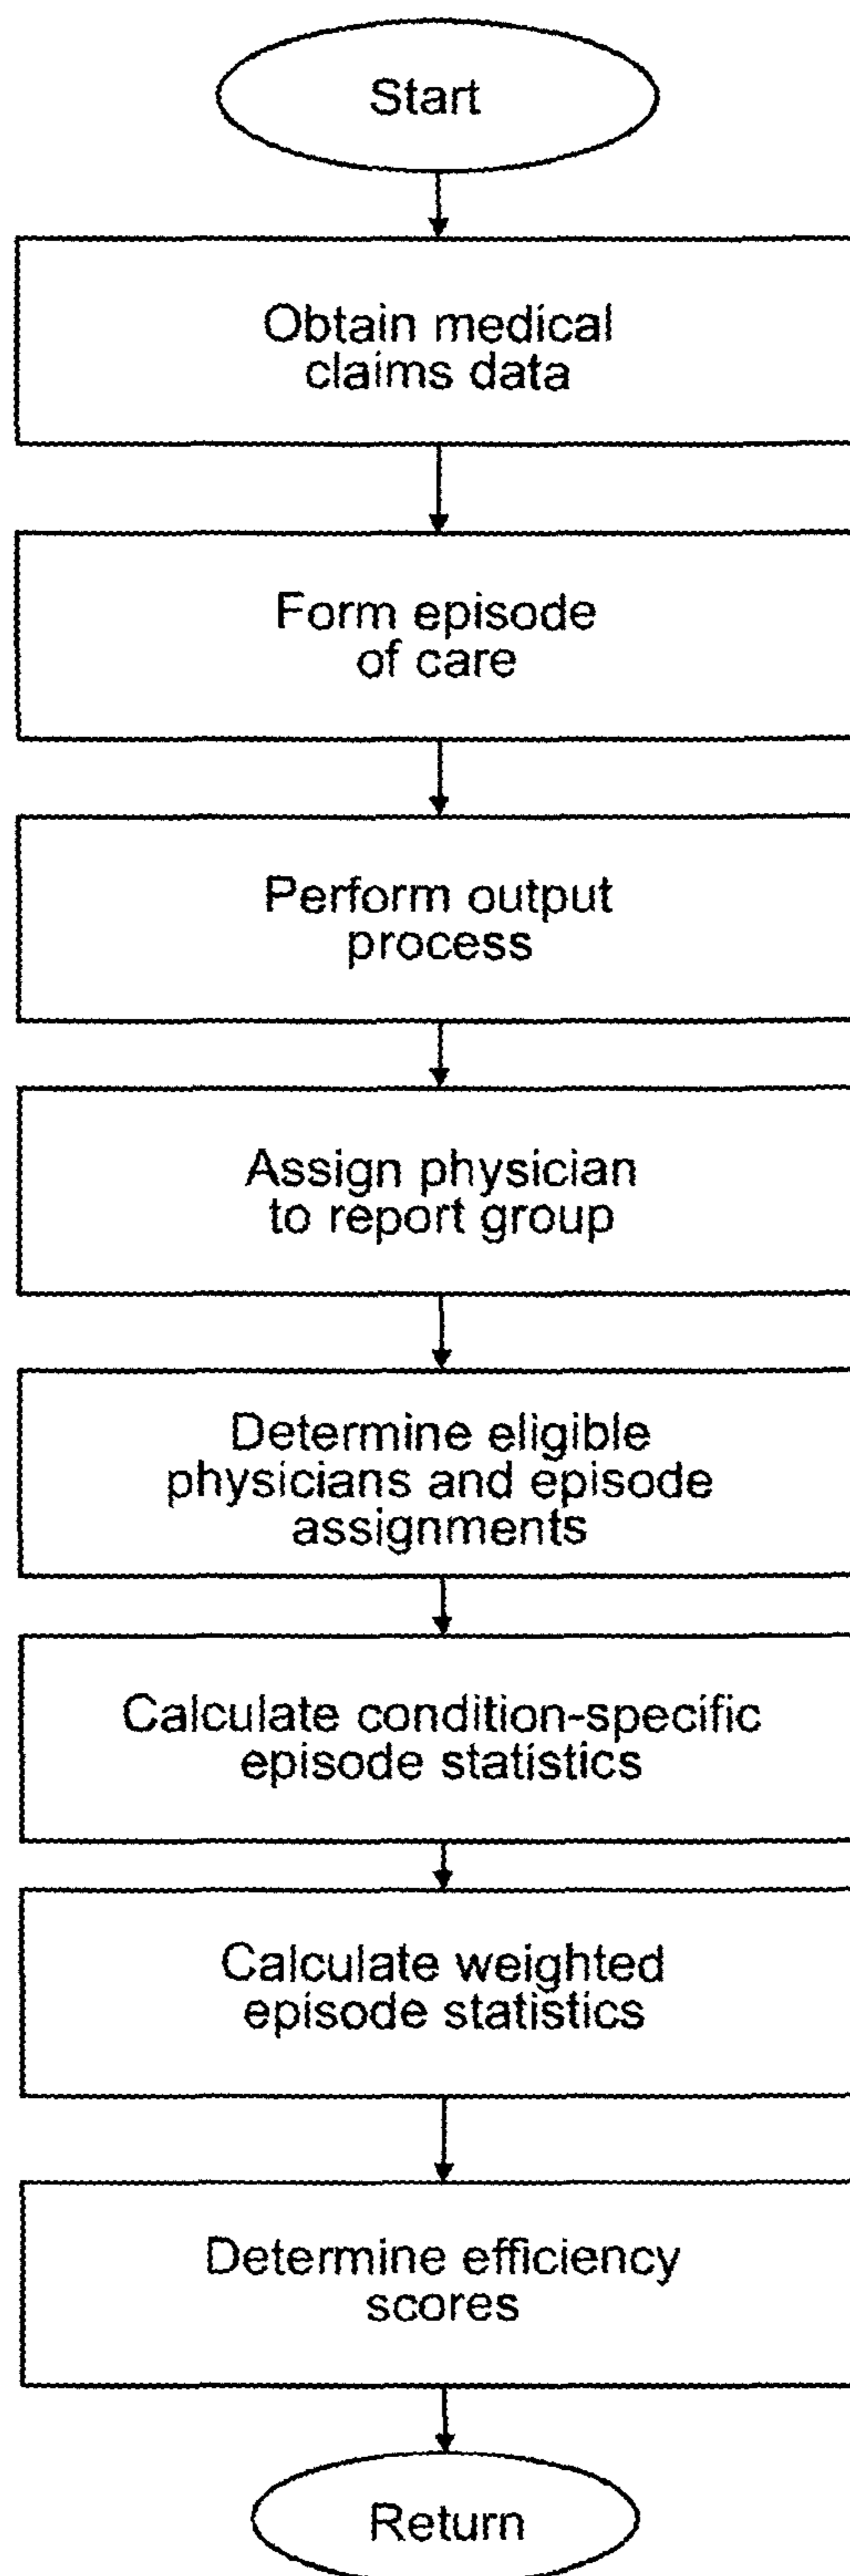 Start
Obtain medical
claims data
Form episode
of care
Perform output
process
Assign physician
to report group
Determine eligible
physicians and episode
assignments
Calculate condition-specific
episode statistics
Calculate weighted
episode statistics
Determine efficiency
scores
Return